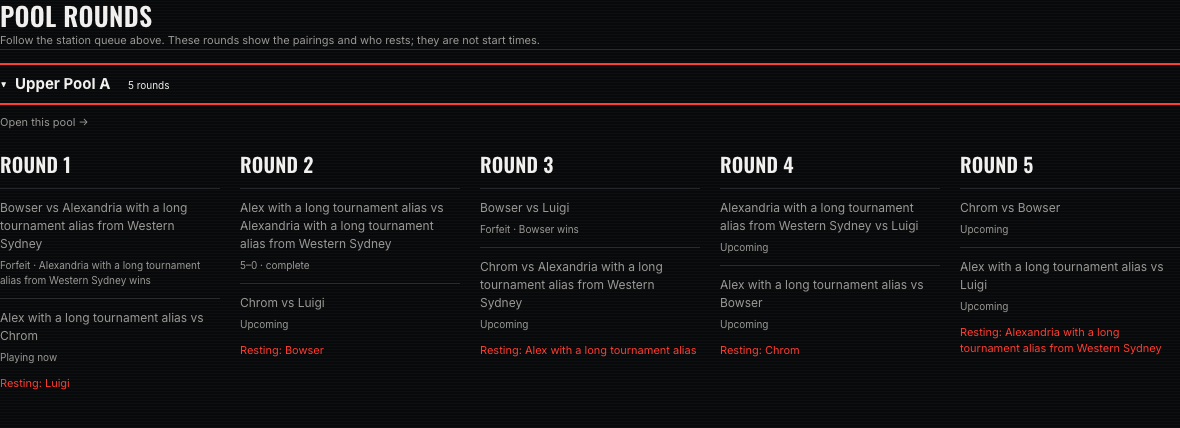 POOL ROUNDS
Follow the station queue above. These rounds show the pairings and who rests; they are not start times.
▾ Upper Pool A 5 rounds
Open this pool →
ROUND 1
Bowser vs Alexandria with a long
tournament alias from Western
Sydney
Forfeit · Alexandria with a long tournament
alias from Western Sydney wins
Alex with a long tournament alias vs
Chrom
Playing now
Resting: Luigi
ROUND 2
Alex with a long tournament alias vs
Alexandria with a long tournament
alias from Western Sydney
5–0 · complete
Chrom vs Luigi
Upcoming
Resting: Bowser
ROUND 3
Bowser vs Luigi
Forfeit · Bowser wins
Chrom vs Alexandria with a long
tournament alias from Western
Sydney
Upcoming
Resting: Alex with a long tournament alias
ROUND 4
Alexandria with a long tournament
alias from Western Sydney vs Luigi
Upcoming
Alex with a long tournament alias vs
Bowser
Upcoming
Resting: Chrom
ROUND 5
Chrom vs Bowser
Upcoming
Alex with a long tournament alias vs
Luigi
Upcoming
Resting: Alexandria with a long
tournament alias from Western Sydney